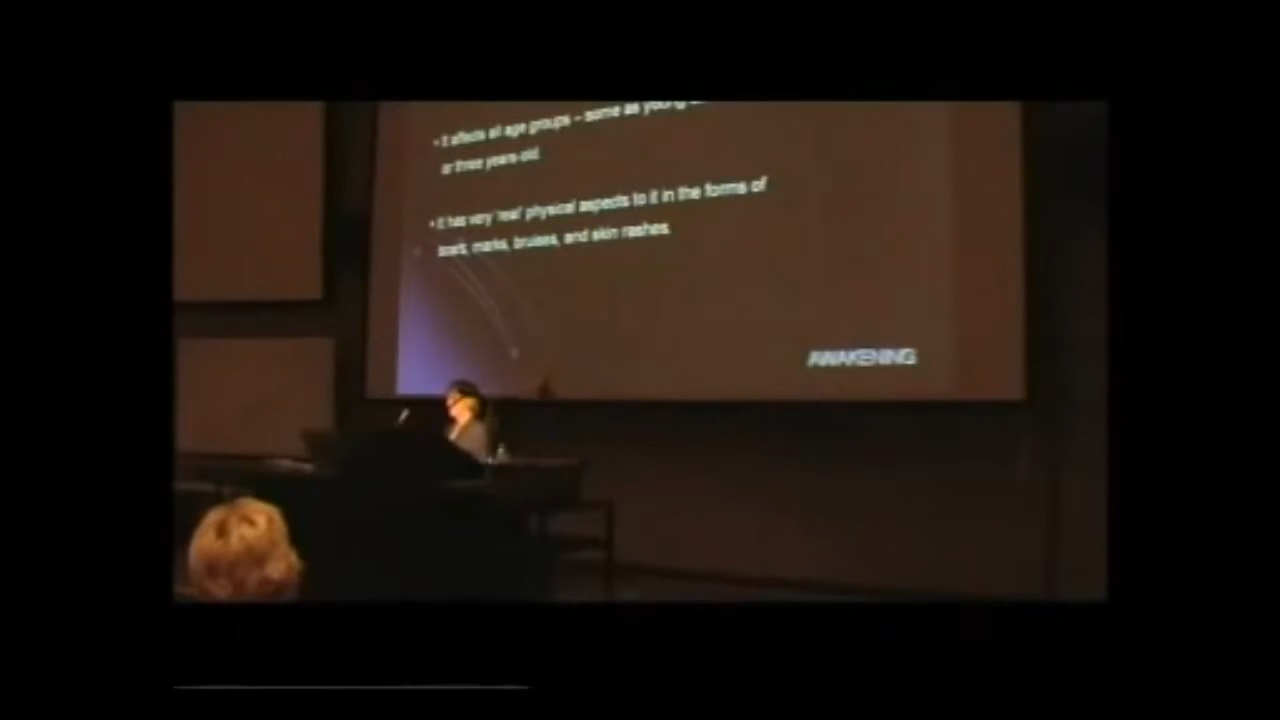 • It affects all age groups – some as young
or three years-old.
• It has very 'real' physical aspects to it in the forms of
scars, marks, bruises, and skin rashes.
AWAKENING